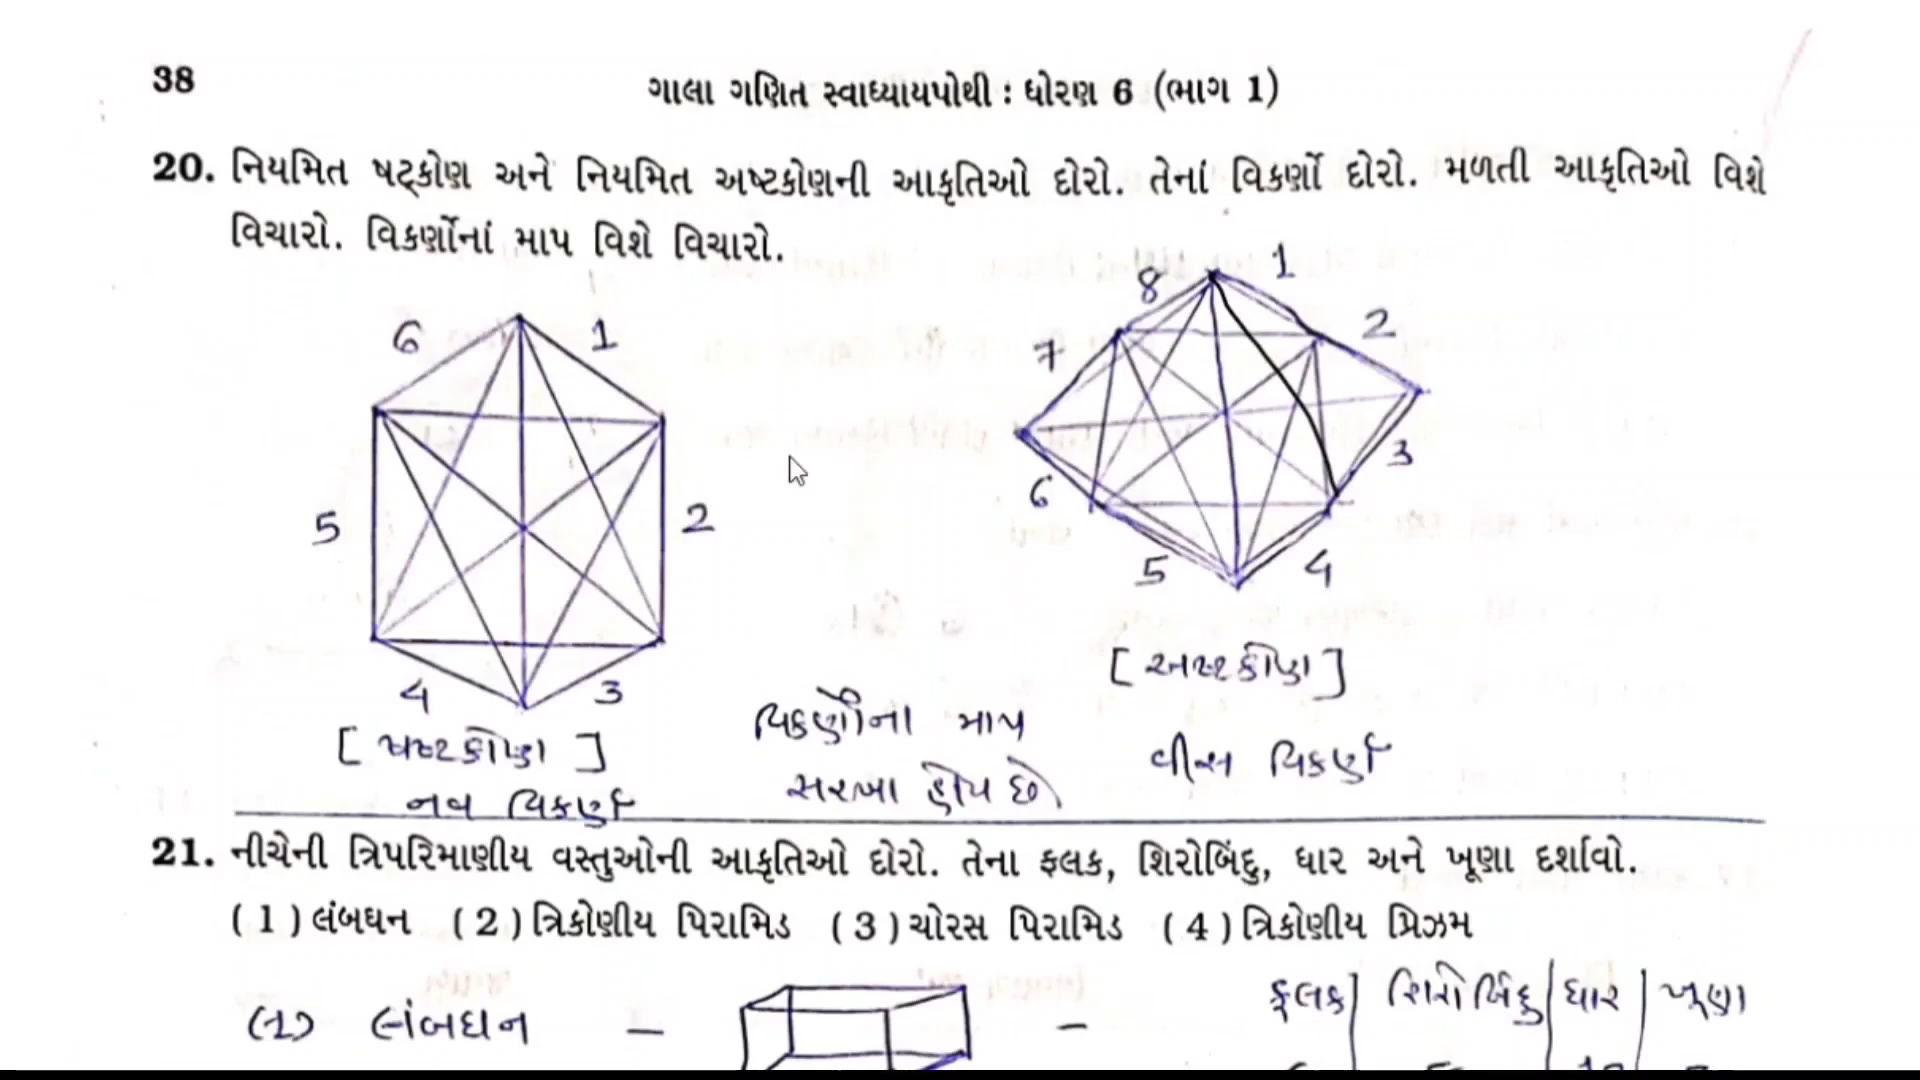 38
ગાલા ગણિત સ્વાધ્યાયપોથી : ધોરણ 6 (ભાગ 1)
20. નિયમિત ષટ્કોણ અને નિયમિત અષ્ટકોણની આકૃતિઓ દોરો. તેનાં વિકર્ણો દોરો. મળતી આકૃતિઓ વિશે
વિચારો. વિકર્ણોનાં માપ વિશે વિચારો.
6 1
5 2
4 3
[ ષષ્ટકોણ ]
નવ વિકર્ણ
વિકર્ણોના માપ
સરખા હોય છે
8 1
7 2
6 3
5 4
[ અષ્ટકોણ ]
વીસ વિકર્ણ
21. નીચેની ત્રિપરિમાણીય વસ્તુઓની આકૃતિઓ દોરો. તેના ફલક, શિરોબિંદુ, ધાર અને ખૂણા દર્શાવો.
(1) લંબઘન (2) ત્રિકોણીય પિરામિડ (3) ચોરસ પિરામિડ (4) ત્રિકોણીય પ્રિઝમ
(1) લંબઘન – –
ફલક શિરોબિંદુ ધાર ખૂણા